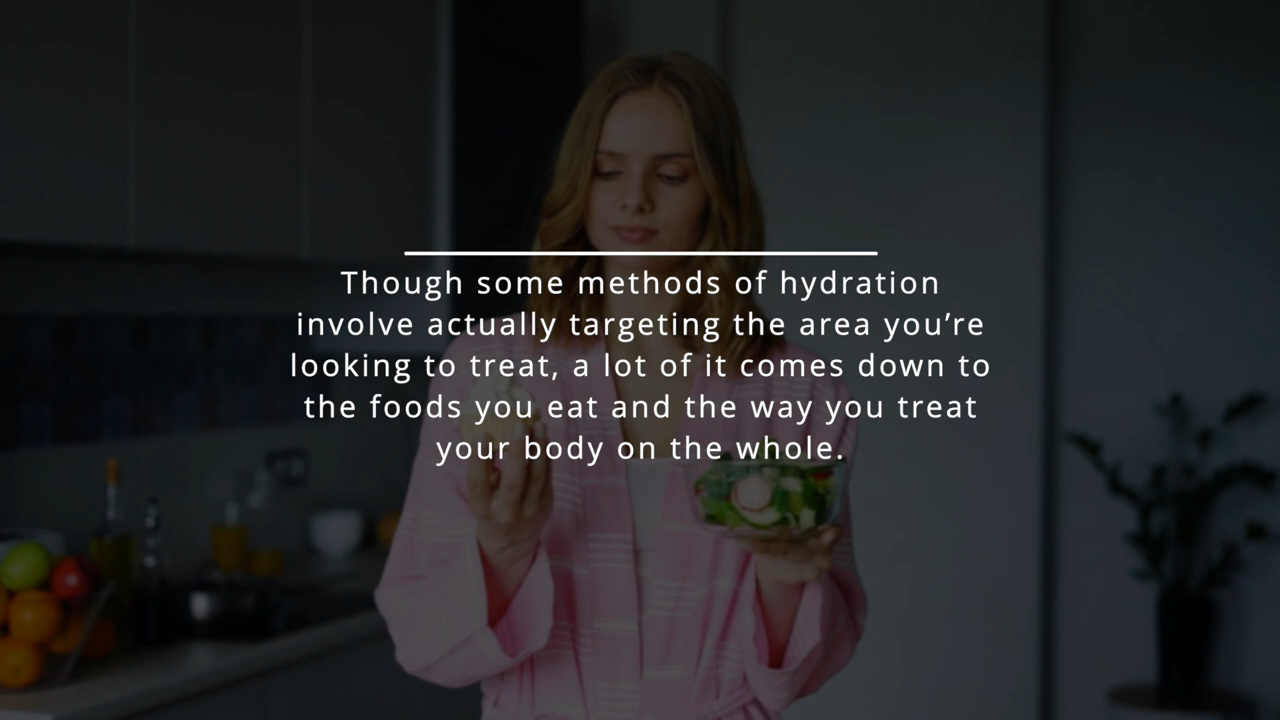 Though some methods of hydration
involve actually targeting the area you’re
looking to treat, a lot of it comes down to
the foods you eat and the way you treat
your body on the whole.